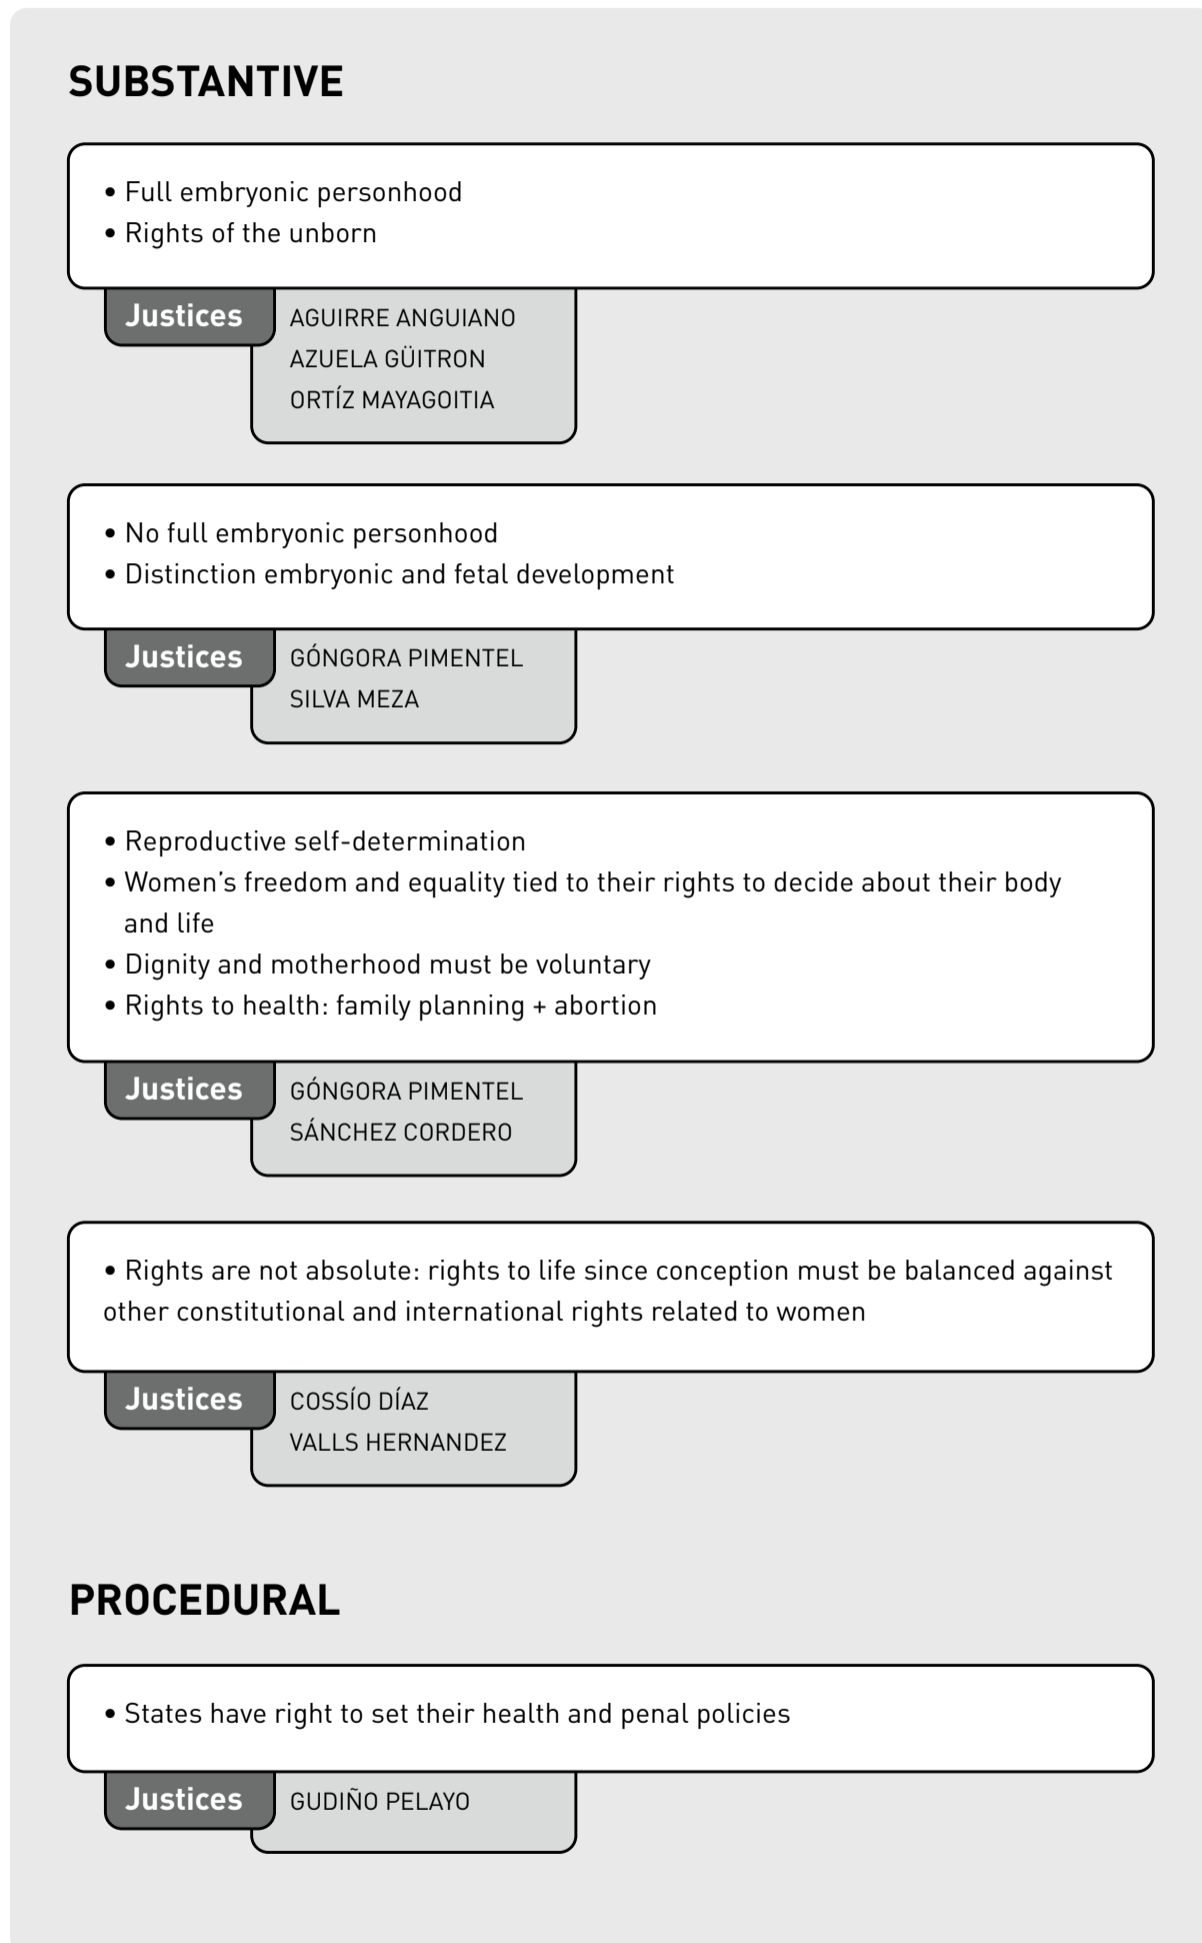 SUBSTANTIVE
• Full embryonic personhood
• Rights of the unborn
Justices
AGUIRRE ANGUIANO
AZUELA GÜITRON
ORTÍZ MAYAGOITIA
• No full embryonic personhood
• Distinction embryonic and fetal development
Justices
GÓNGORA PIMENTEL
SILVA MEZA
• Reproductive self-determination
• Women’s freedom and equality tied to their rights to decide about their body
and life
• Dignity and motherhood must be voluntary
• Rights to health: family planning + abortion
Justices
GÓNGORA PIMENTEL
SÁNCHEZ CORDERO
• Rights are not absolute: rights to life since conception must be balanced against
other constitutional and international rights related to women
Justices
COSSÍO DÍAZ
VALLS HERNANDEZ
PROCEDURAL
• States have right to set their health and penal policies
Justices
GUDIÑO PELAYO